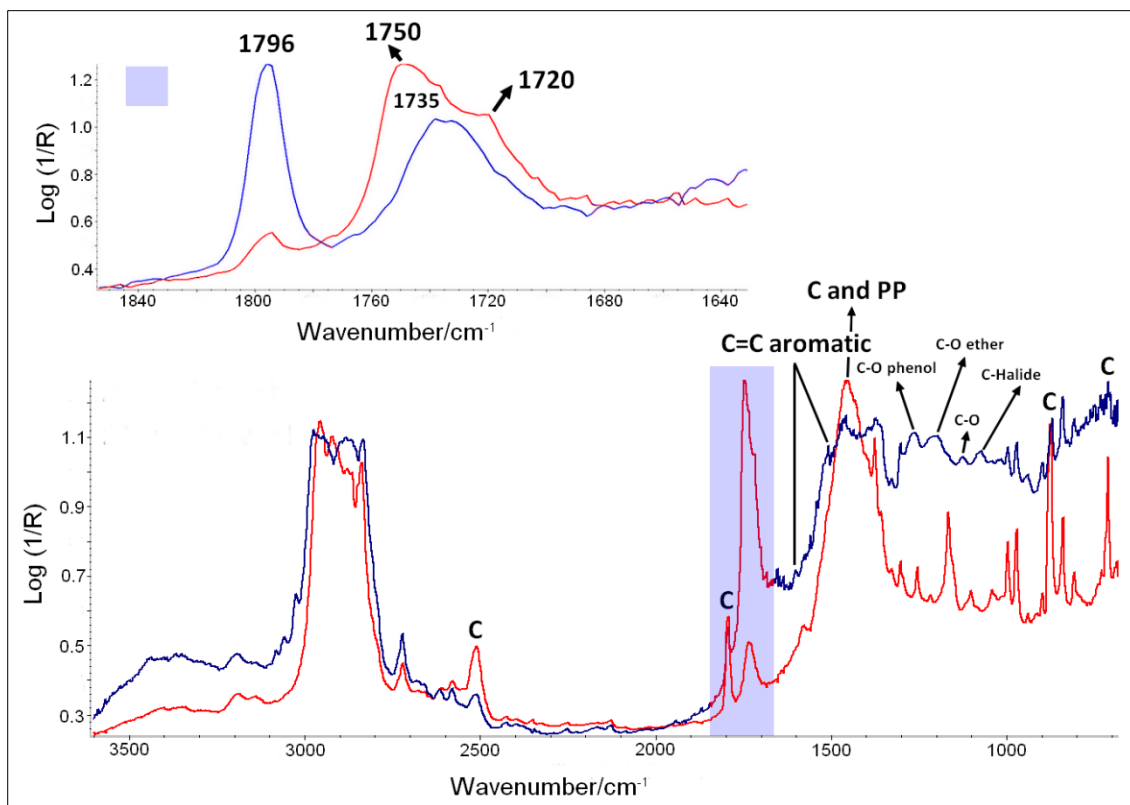 1796
1750
1720
1735
1.2
1.0
0.8
0.6
0.4
Log (1/R)
1840 1800 1760 1720 1680 1640
Wavenumber/cm⁻¹
C and PP
C=C aromatic
C-O ether
C-O phenol
C-Halide
C-O
C
C
C
C
1.1
0.9
0.7
0.5
0.3
Log (1/R)
3500 3000 2500 2000 1500 1000
Wavenumber/cm⁻¹